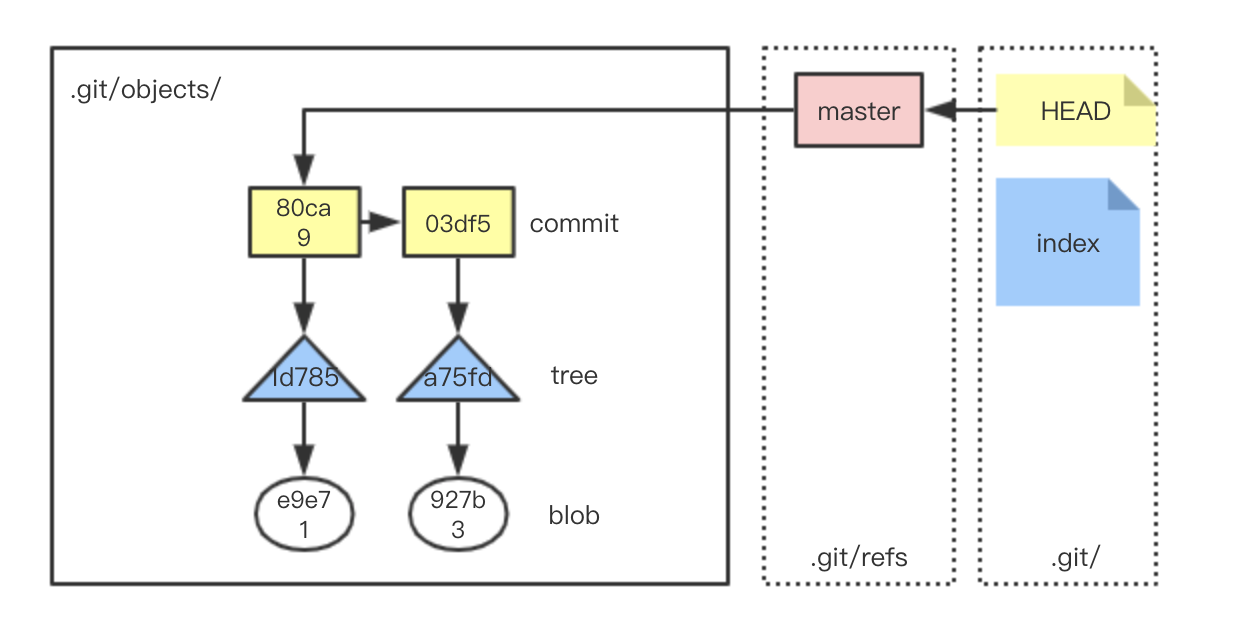 .git/objects/
master
HEAD
80ca
9
03df5
commit
index
1d785
a75fd
tree
e9e7
1
927b
3
blob
.git/refs
.git/